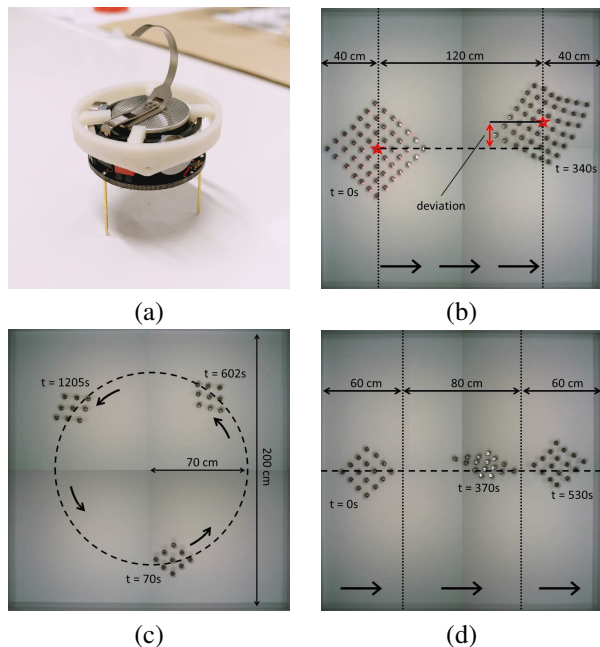 (a)
40 cm 120 cm 40 cm
t = 0s
deviation
t = 340s
(b)
t = 1205s
t = 602s
70 cm
200 cm
t = 70s
(c)
60 cm 80 cm 60 cm
t = 0s
t = 370s
t = 530s
(d)